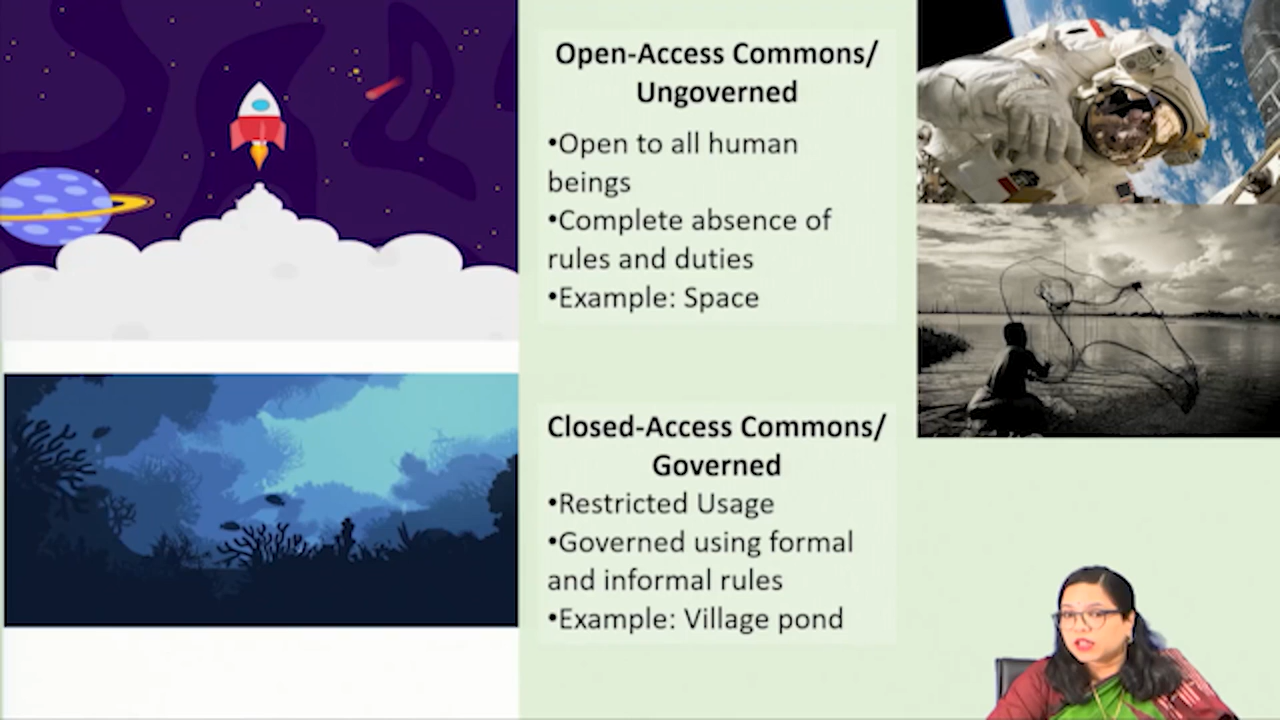 Open-Access Commons/
Ungoverned
•Open to all human
beings
•Complete absence of
rules and duties
•Example: Space
Closed-Access Commons/
Governed
•Restricted Usage
•Governed using formal
and informal rules
•Example: Village pond